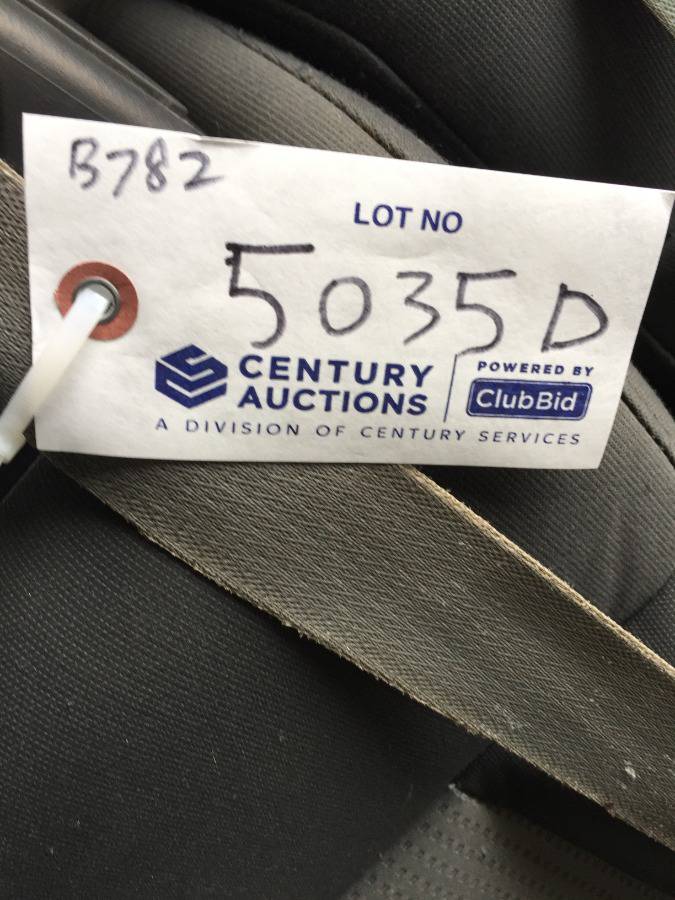 B782
LOT NO
5035D
CENTURY
AUCTIONS
POWERED BY
ClubBid
A DIVISION OF CENTURY SERVICES